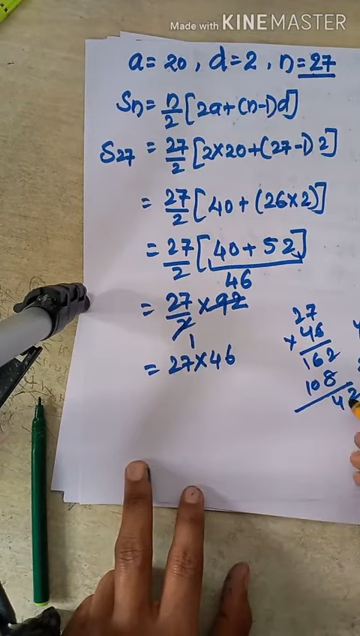 Made with KINEMASTER
a = 20, d = 2, n = 27
Sn = n/2 [2a+(n-1)d]
S27 = 27/2 [2×20+(27-1)2]
= 27/2 [40+(26×2)]
= 27/2 [40+52]
46
= 27/2 × 92
1
= 27×46
27
×46
162
108
42